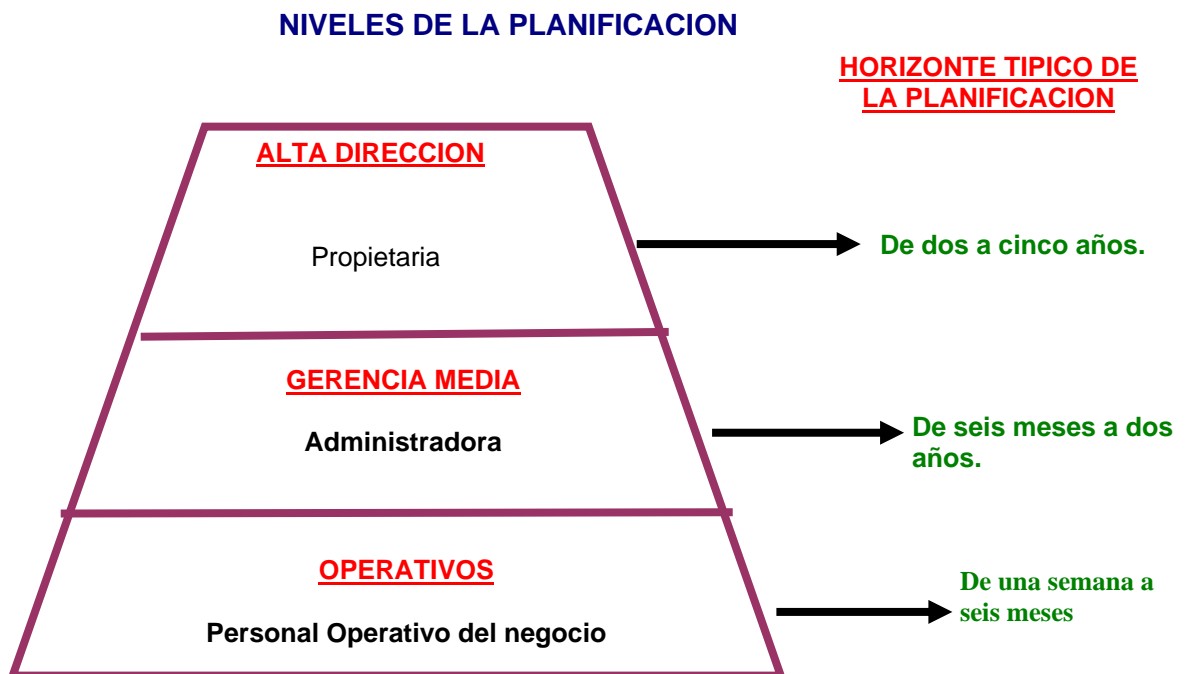 NIVELES DE LA PLANIFICACION
HORIZONTE TIPICO DE
LA PLANIFICACION
ALTA DIRECCION
Propietaria
De dos a cinco años.
GERENCIA MEDIA
Administradora
De seis meses a dos
años.
OPERATIVOS
Personal Operativo del negocio
De una semana a
seis meses